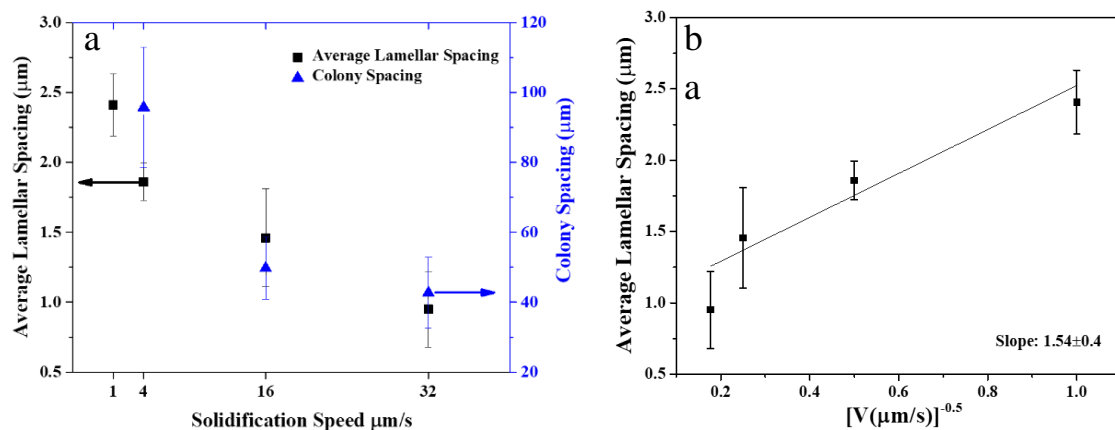 a
Average Lamellar Spacing
Colony Spacing
3.0
2.5
2.0
1.5
1.0
0.5
Average Lamellar Spacing (μm)
120
100
80
60
40
20
Colony Spacing (μm)
1 4 16 32
Solidification Speed μm/s
b
a
3.0
2.5
2.0
1.5
1.0
0.5
Average Lamellar Spacing (μm)
Slope: 1.54±0.4
0.2 0.4 0.6 0.8 1.0
[V(μm/s)]-0.5